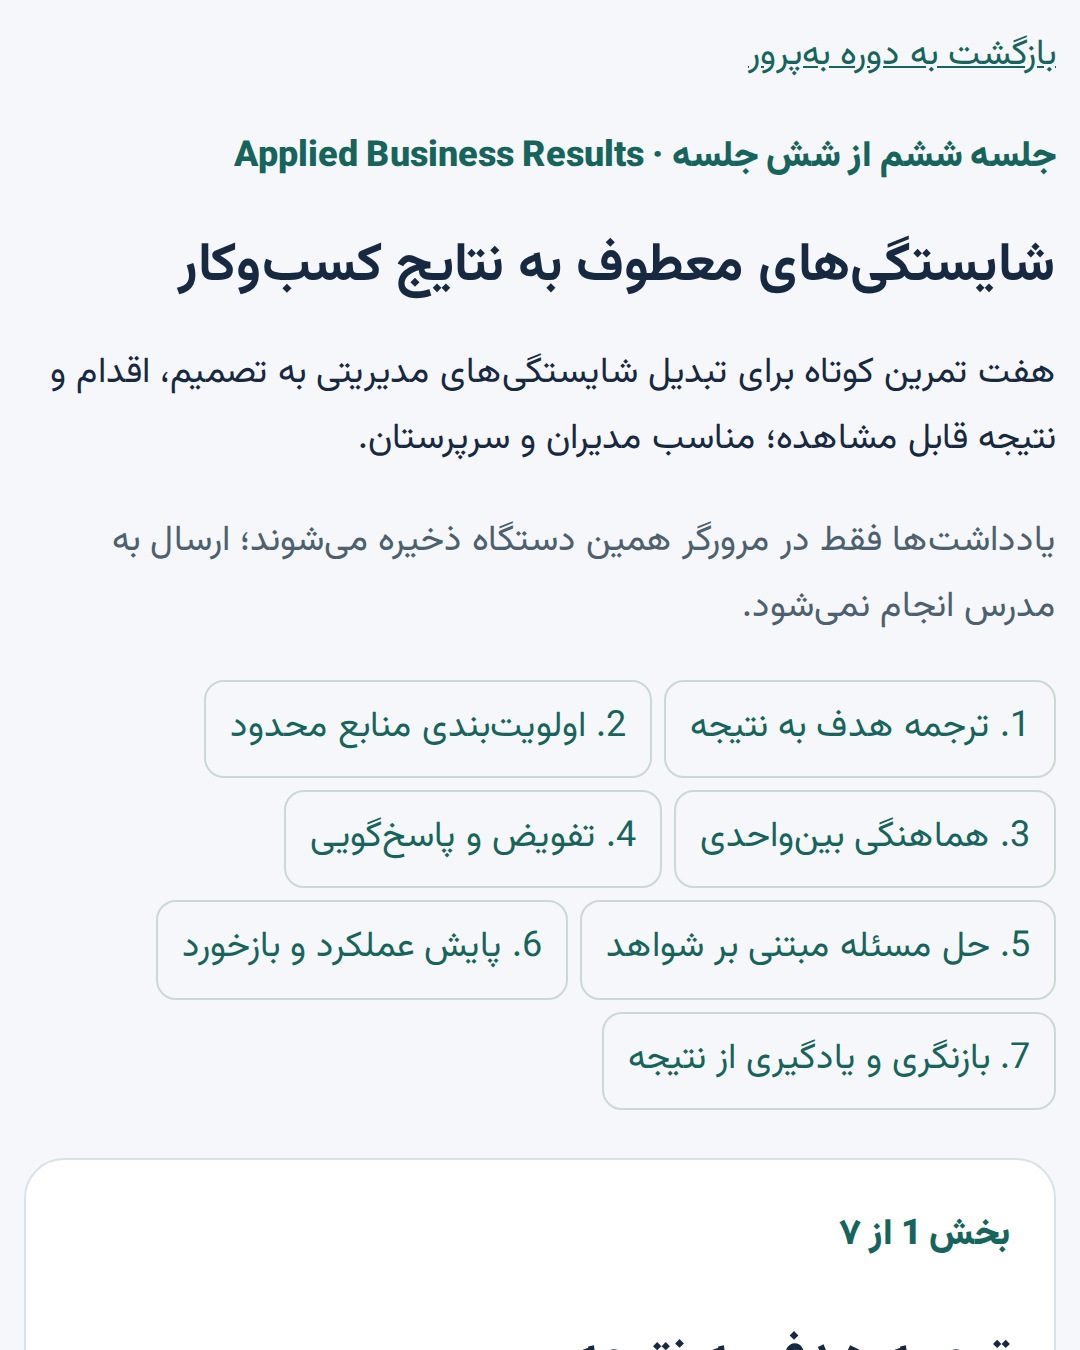 بازگشت به دوره به‌پرور
جلسه ششم از شش جلسه · Applied Business Results
شایستگی‌های معطوف به نتایج کسب‌وکار
هفت تمرین کوتاه برای تبدیل شایستگی‌های مدیریتی به تصمیم، اقدام و
نتیجه قابل مشاهده؛ مناسب مدیران و سرپرستان.
یادداشت‌ها فقط در مرورگر همین دستگاه ذخیره می‌شوند؛ ارسال به
مدرس انجام نمی‌شود.
1. ترجمه هدف به نتیجه
2. اولویت‌بندی منابع محدود
3. هماهنگی بین‌واحدی
4. تفویض و پاسخ‌گویی
5. حل مسئله مبتنی بر شواهد
6. پایش عملکرد و بازخورد
7. بازنگری و یادگیری از نتیجه
بخش 1 از ۷